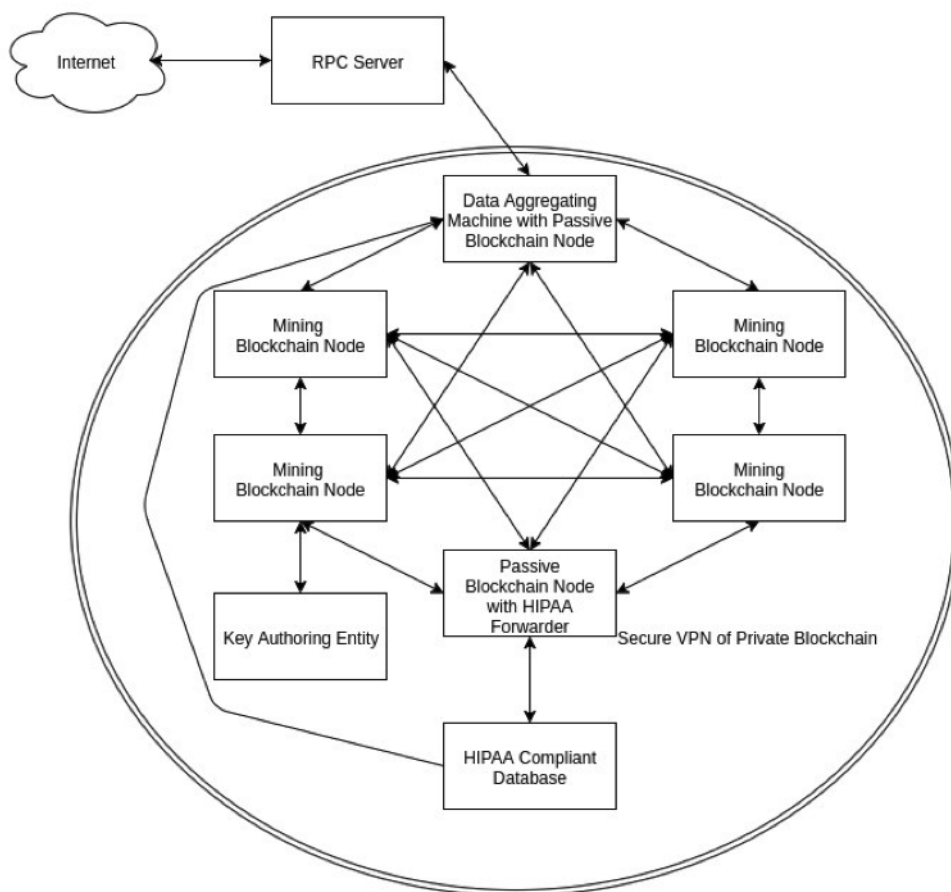 Internet
RPC Server
Data Aggregating
Machine with Passive
Blockchain Node
Mining
Blockchain Node
Mining
Blockchain Node
Mining
Blockchain Node
Mining
Blockchain Node
Passive
Blockchain Node
with HIPAA
Forwarder
Key Authoring Entity
Secure VPN of Private Blockchain
HIPAA Compliant
Database